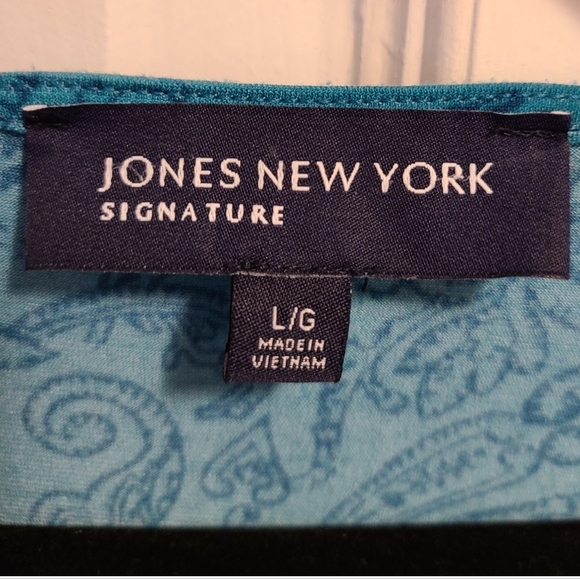 JONES NEW YORK
SIGNATURE
L/G
MADE IN
VIETNAM